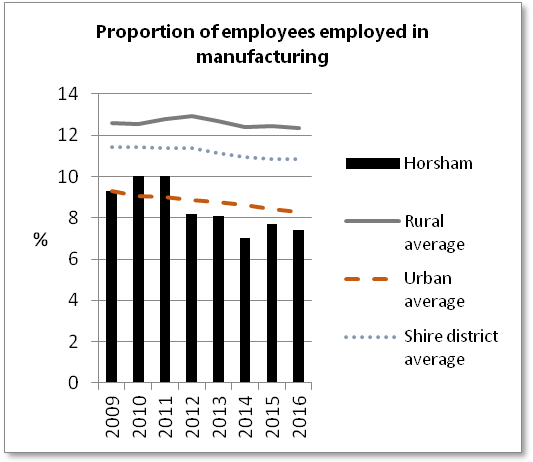 Proportion of employees employed in
manufacturing
14
12
10
8
6
4
2
0
%
2009
2010
2011
2012
2013
2014
2015
2016
Horsham
Rural
average
Urban
average
Shire district
average